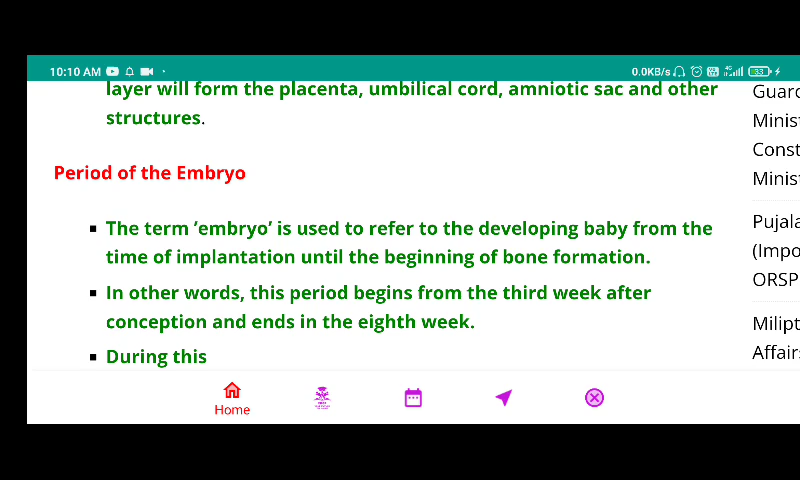 10:10 AM
0.0KB/s
4G
33
layer will form the placenta, umbilical cord, amniotic sac and other
structures.
Period of the Embryo
▪ The term ‘embryo’ is used to refer to the developing baby from the
time of implantation until the beginning of bone formation.
▪ In other words, this period begins from the third week after
conception and ends in the eighth week.
▪ During this
Guard
Minist
Const
Minist
Pujala
(Impo
ORSP
Milipt
Affairs
Home